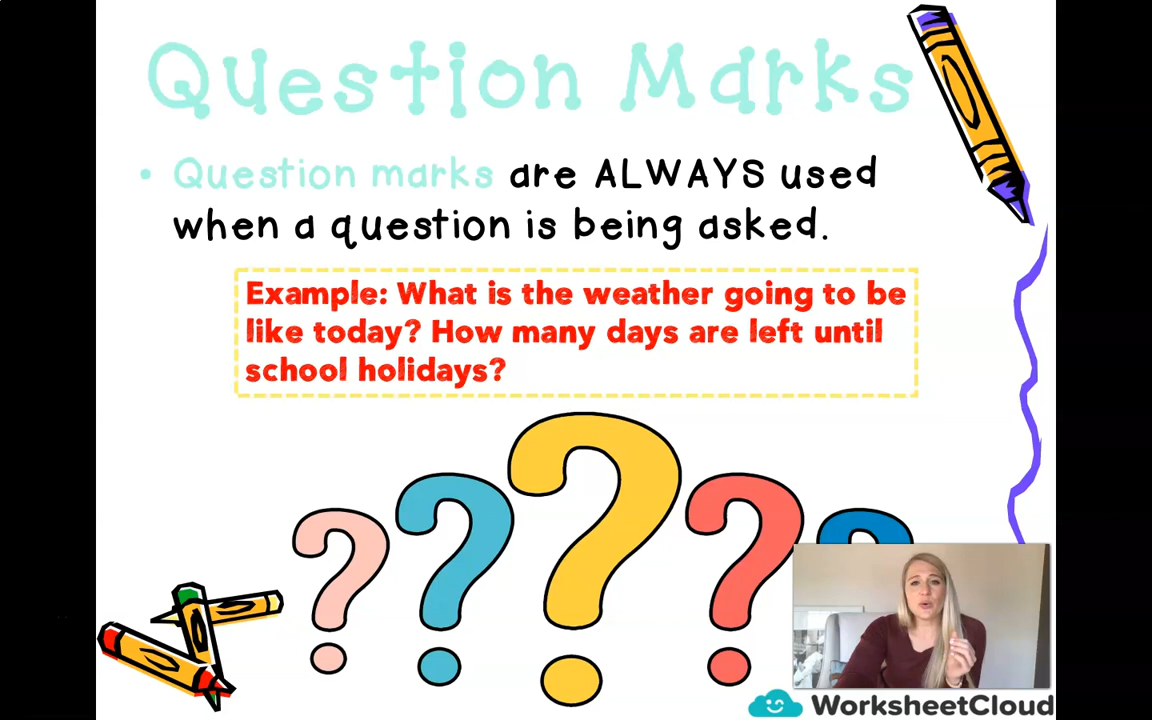 Question Marks
• Question marks are ALWAYS used
when a question is being asked.
Example: What is the weather going to be
like today? How many days are left until
school holidays?
WorksheetCloud